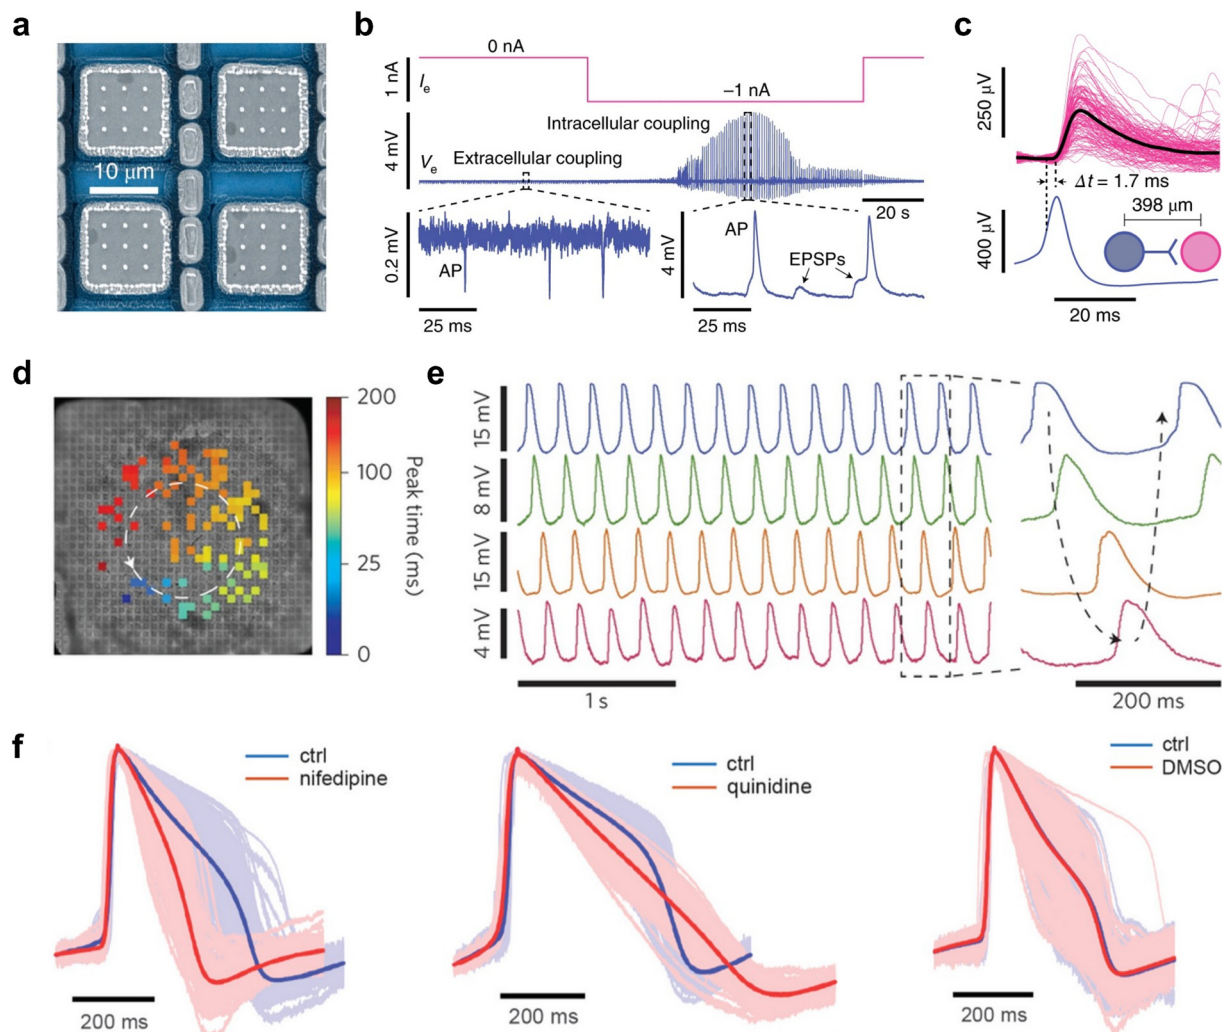 a
10 μm
b
0 nA
1 nA
Iₑ
–1 nA
4 mV
Vₑ
Intracellular coupling
Extracellular coupling
20 s
0.2 mV
AP
25 ms
4 mV
AP
EPSPs
25 ms
c
250 μV
Δt = 1.7 ms
400 μV
398 μm
20 ms
d
200
100
25
0
Peak time (ms)
e
15 mV
8 mV
15 mV
4 mV
1 s
200 ms
f
ctrl
nifedipine
200 ms
ctrl
quinidine
200 ms
ctrl
DMSO
200 ms